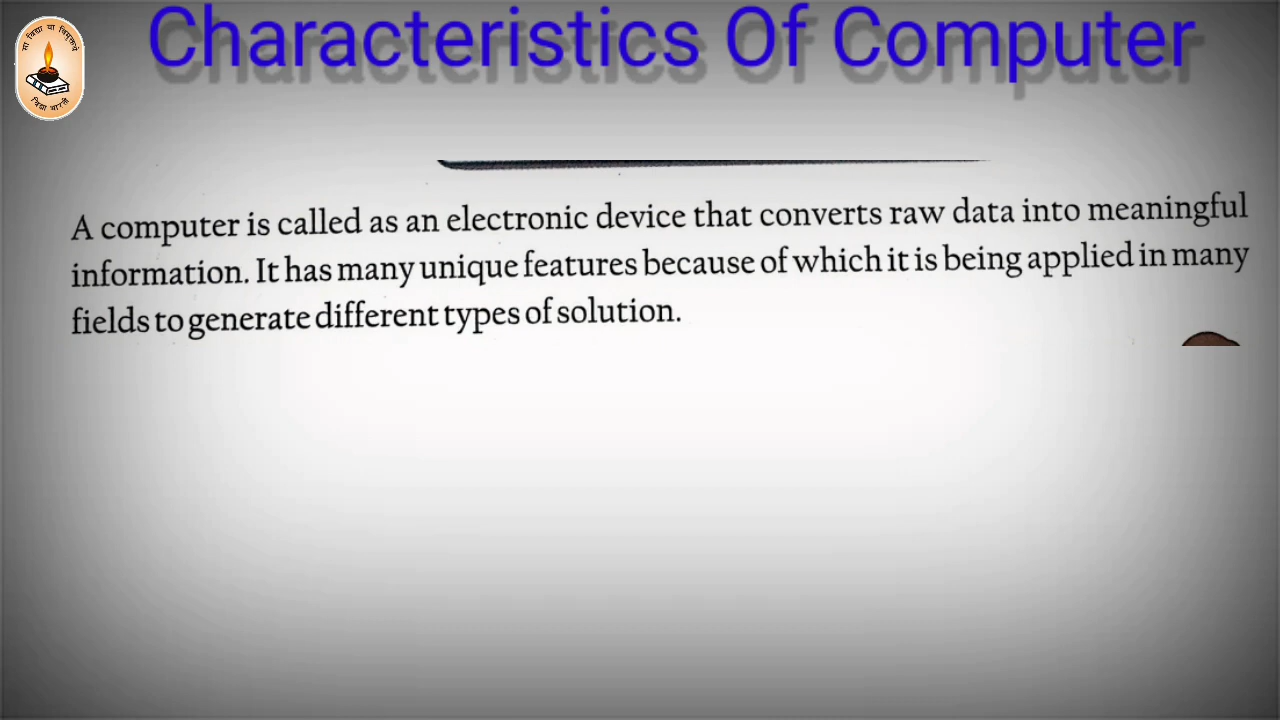 Characteristics Of Computer
सा विद्या या विमुक्तये
विद्या भारती
A computer is called as an electronic device that converts raw data into meaningful
information. It has many unique features because of which it is being applied in many
fields to generate different types of solution.